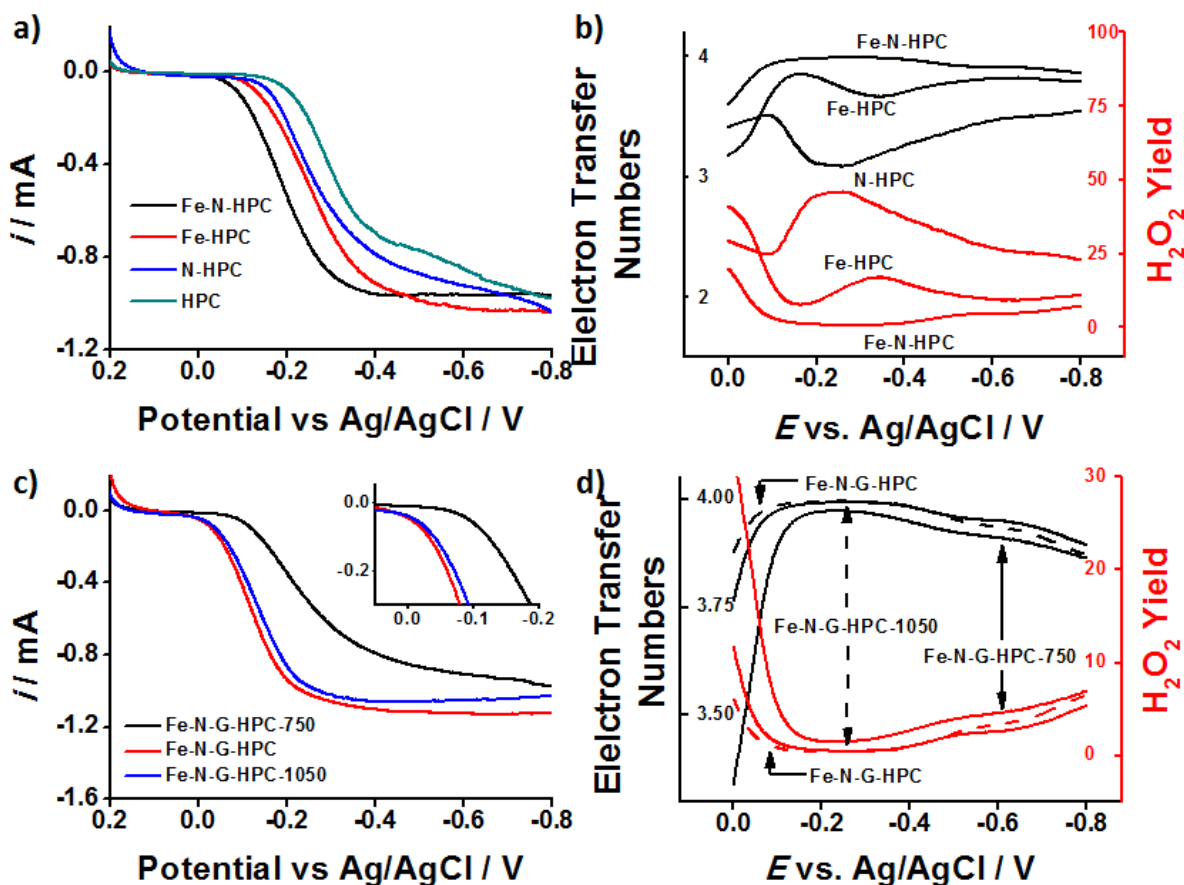 a)
0.0
-0.4
-0.8
-1.2
i / mA
Fe-N-HPC
Fe-HPC
N-HPC
HPC
0.2 0.0 -0.2 -0.4 -0.6 -0.8
Potential vs Ag/AgCl / V
b)
4
3
2
Elelctron Transfer
Numbers
Fe-N-HPC
Fe-HPC
N-HPC
Fe-HPC
Fe-N-HPC
100
75
50
25
0
H2O2 Yield
0.0 -0.2 -0.4 -0.6 -0.8
E vs. Ag/AgCl / V
c)
0.0
-0.4
-0.8
-1.2
-1.6
i / mA
0.0
-0.2
0.0 -0.1 -0.2
Fe-N-G-HPC-750
Fe-N-G-HPC
Fe-N-G-HPC-1050
0.2 0.0 -0.2 -0.4 -0.6 -0.8
Potential vs Ag/AgCl / V
d)
4.00
3.75
3.50
Elelctron Transfer
Numbers
Fe-N-G-HPC
Fe-N-G-HPC-1050
Fe-N-G-HPC-750
Fe-N-G-HPC
30
20
10
0
H2O2 Yield
0.0 -0.2 -0.4 -0.6 -0.8
E vs. Ag/AgCl / V